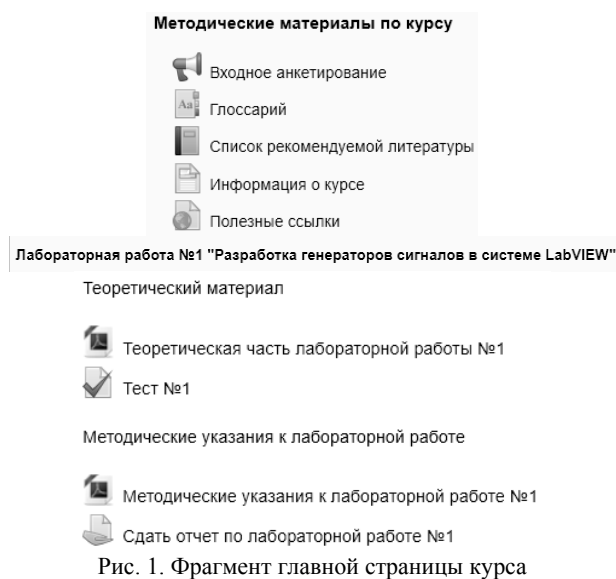 Методические материалы по курсу
Входное анкетирование
Aa
Глоссарий
Список рекомендуемой литературы
Информация о курсе
Полезные ссылки
Лабораторная работа №1 "Разработка генераторов сигналов в системе LabVIEW"
Теоретический материал
Теоретическая часть лабораторной работы №1
Тест №1
Методические указания к лабораторной работе
Методические указания к лабораторной работе №1
Сдать отчет по лабораторной работе №1
Рис. 1. Фрагмент главной страницы курса